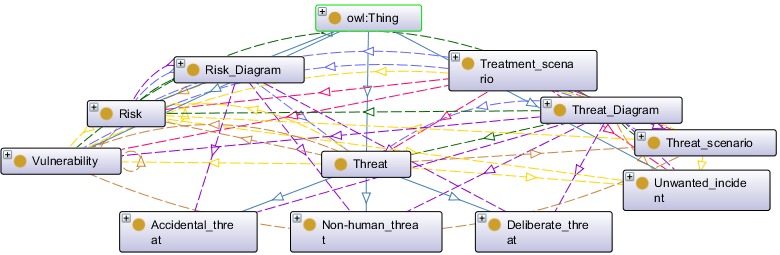 owl:Thing
Risk_Diagram
Treatment_scena
rio
Risk
Threat_Diagram
Threat_scenario
Vulnerability
Threat
Unwanted_incide
nt
Accidental_thre
at
Non-human_threa
t
Deliberate_thre
at